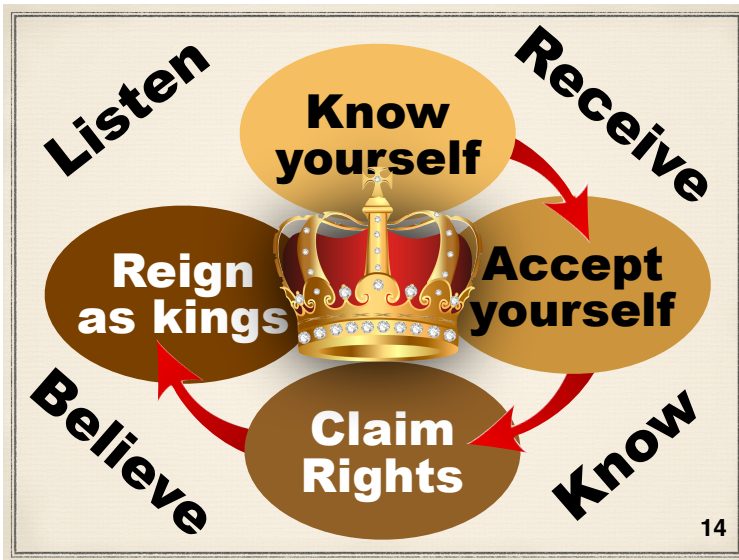 Listen
Receive
Know
yourself
Accept
yourself
Reign
as kings
Claim
Rights
Believe
Know
14